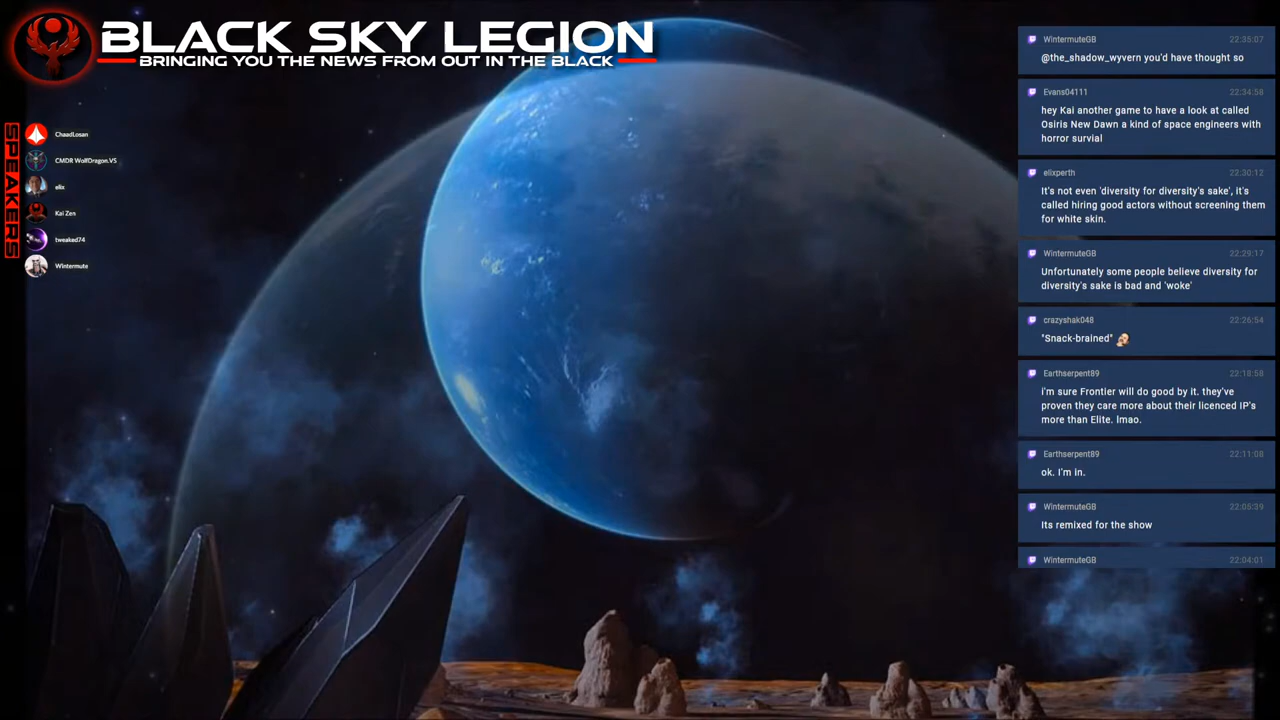 BLACK SKY LEGION
BRINGING YOU THE NEWS FROM OUT IN THE BLACK
SPEAKERS
ChaadLosan
CMDR WolfDragon.VS
elix
Kai Zen
tweaked74
Wintermute
WintermuteGB 22:35:07
@the_shadow_wyvern you'd have thought so
Evans04111 22:34:58
hey Kai another game to have a look at called
Osiris New Dawn a kind of space engineers with
horror survial
elixperth 22:30:12
It's not even 'diversity for diversity's sake', it's
called hiring good actors without screening them
for white skin.
WintermuteGB 22:29:17
Unfortunately some people believe diversity for
diversity's sake is bad and 'woke'
crazyshak048 22:26:54
"Snack-brained"
Earthserpent89 22:18:58
i'm sure Frontier will do good by it. they've
proven they care more about their licenced IP's
more than Elite. lmao.
Earthserpent89 22:11:08
ok. I'm in.
WintermuteGB 22:05:39
Its remixed for the show
WintermuteGB 22:04:01